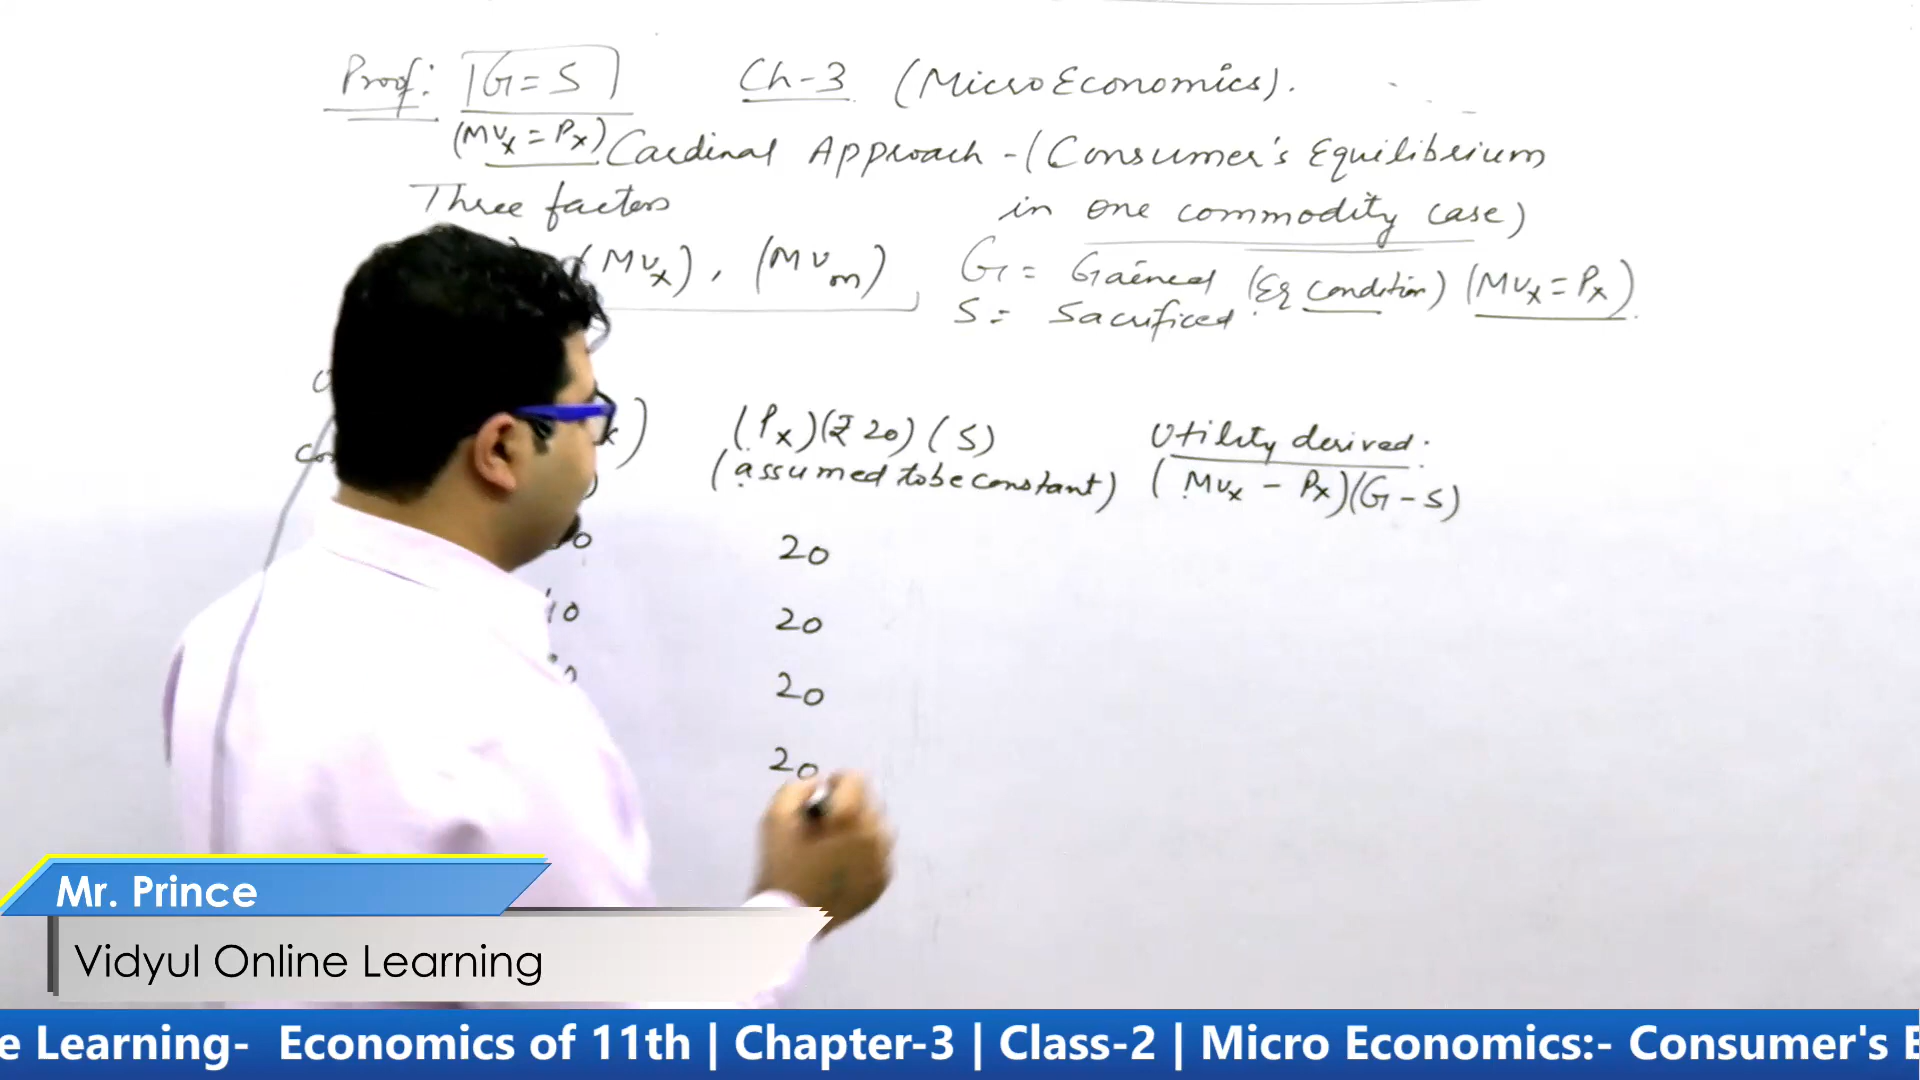 Proof: G = S Ch-3 (MicroEconomics).
(MUx = Px) Cardinal Approach - (Consumer's Equilibrium
Three factors in one commodity case)
(MUx), (MUm) G = Gained (Eq condition) (MUx = Px)
S = Sacrificed.
(Px)(₹ 20) (S) Utility derived.
(assumed to be constant) (MUx - Px)(G - S)
20
20
20
20
Mr. Prince
Vidyul Online Learning
e Learning- Economics of 11th | Chapter-3 | Class-2 | Micro Economics:- Consumer's E